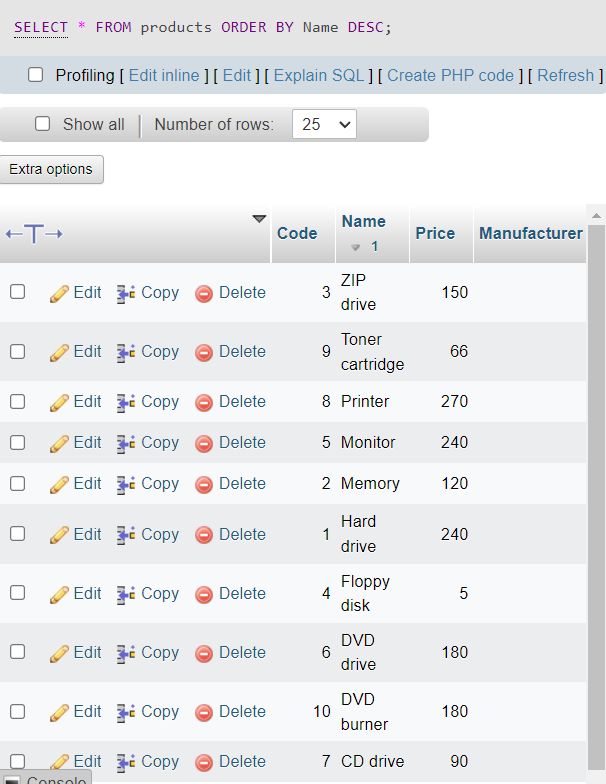 SELECT * FROM products ORDER BY Name DESC;
Profiling [ Edit inline ] [ Edit ] [ Explain SQL ] [ Create PHP code ] [ Refresh ]
Show all Number of rows: 25
Extra options
←T→ Code Name 1 Price Manufacturer
Edit Copy Delete 3 ZIP
drive 150
Edit Copy Delete 9 Toner
cartridge 66
Edit Copy Delete 8 Printer 270
Edit Copy Delete 5 Monitor 240
Edit Copy Delete 2 Memory 120
Edit Copy Delete 1 Hard
drive 240
Edit Copy Delete 4 Floppy
disk 5
Edit Copy Delete 6 DVD
drive 180
Edit Copy Delete 10 DVD
burner 180
Edit Copy Delete 7 CD drive 90
Console